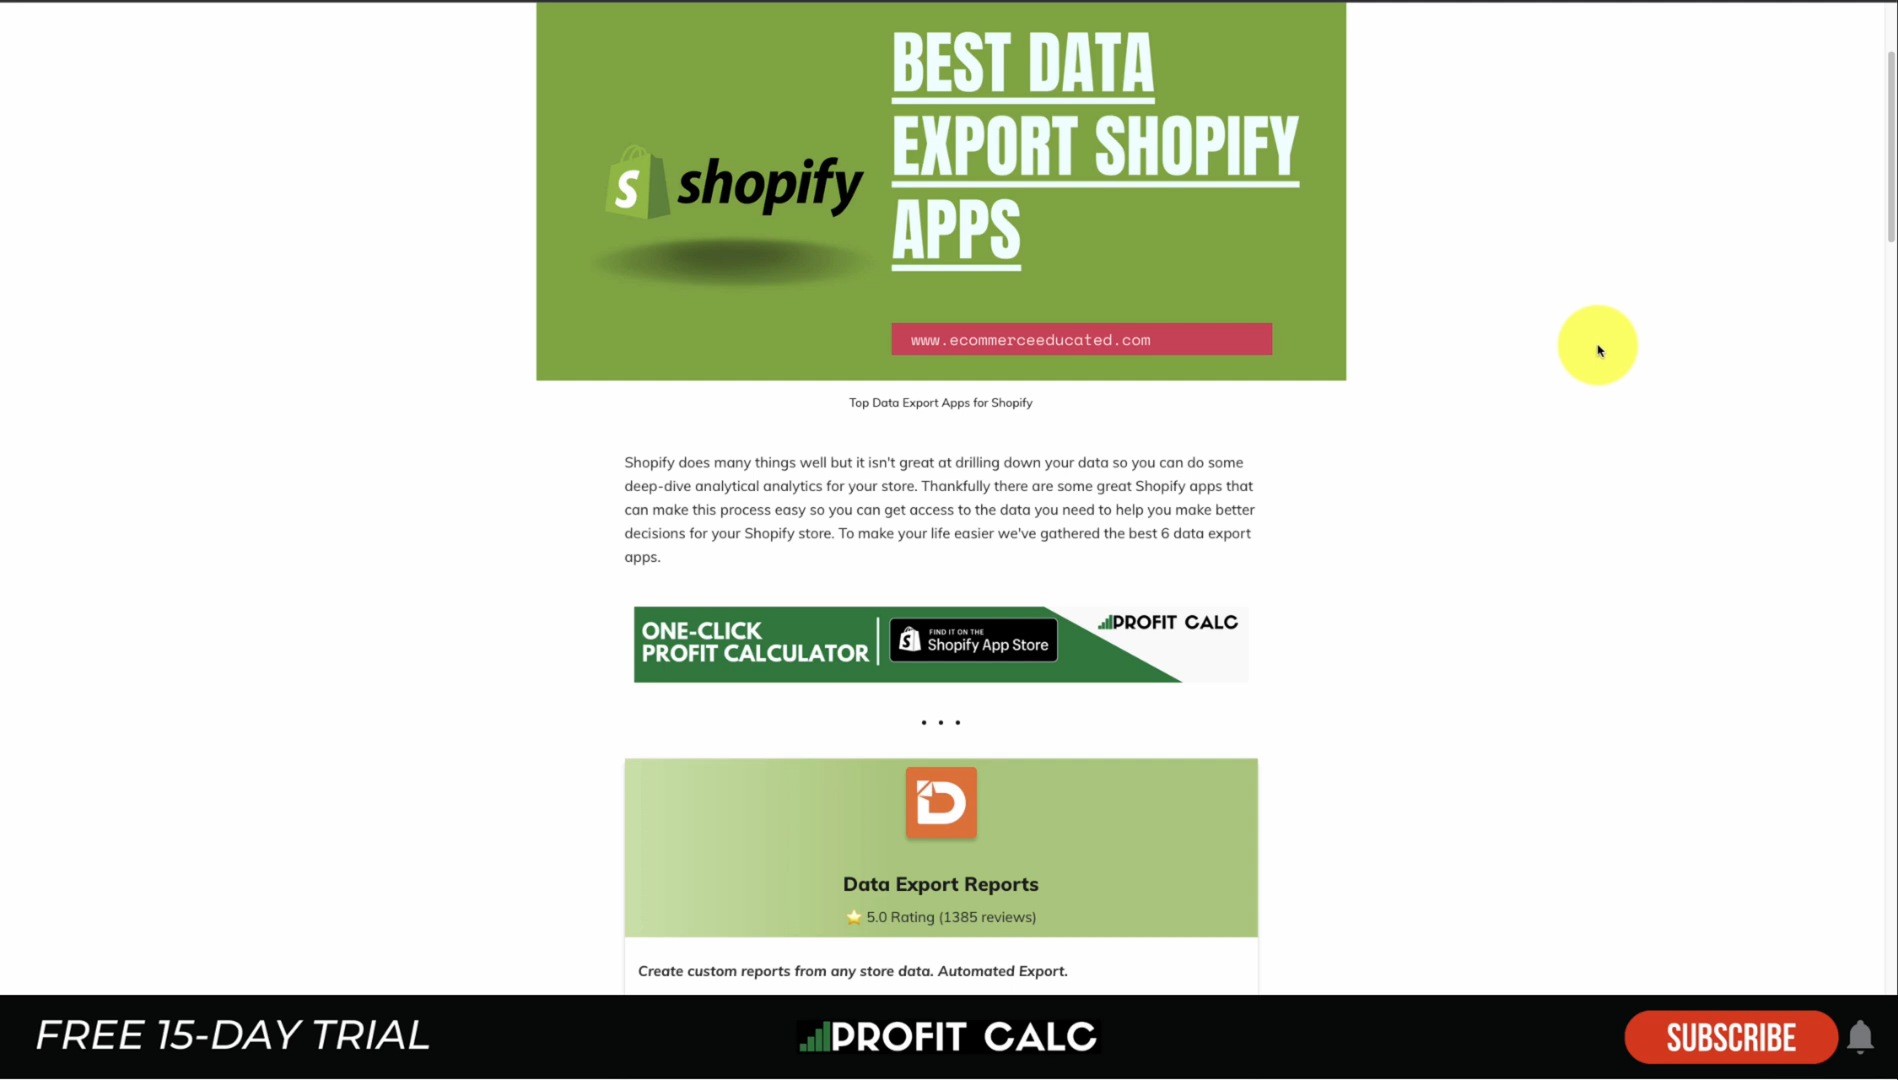 BEST DATA
EXPORT SHOPIFY
APPS
shopify
www.ecommerceeducated.com
Top Data Export Apps for Shopify
Shopify does many things well but it isn't great at drilling down your data so you can do some
deep-dive analytical analytics for your store. Thankfully there are some great Shopify apps that
can make this process easy so you can get access to the data you need to help you make better
decisions for your Shopify store. To make your life easier we've gathered the best 6 data export
apps.
ONE-CLICK
PROFIT CALCULATOR
FIND IT ON THE
Shopify App Store
PROFIT CALC
• • •
Data Export Reports
5.0 Rating (1385 reviews)
Create custom reports from any store data. Automated Export.
FREE 15-DAY TRIAL
PROFIT CALC
SUBSCRIBE